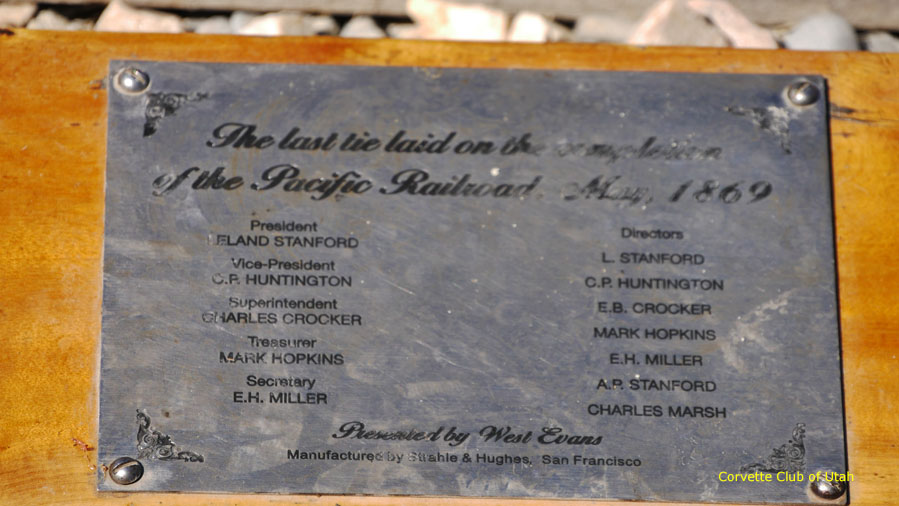 The last tie laid on the completion
of the Pacific Railroad, May, 1869
President
LELAND STANFORD
Vice-President
C.P. HUNTINGTON
Superintendent
CHARLES CROCKER
Treasurer
MARK HOPKINS
Secretary
E.H. MILLER
Directors
L. STANFORD
C.P. HUNTINGTON
E.B. CROCKER
MARK HOPKINS
E.H. MILLER
A.P. STANFORD
CHARLES MARSH
Presented by West Evans
Manufactured by Strahle & Hughes, San Francisco
Corvette Club of Utah